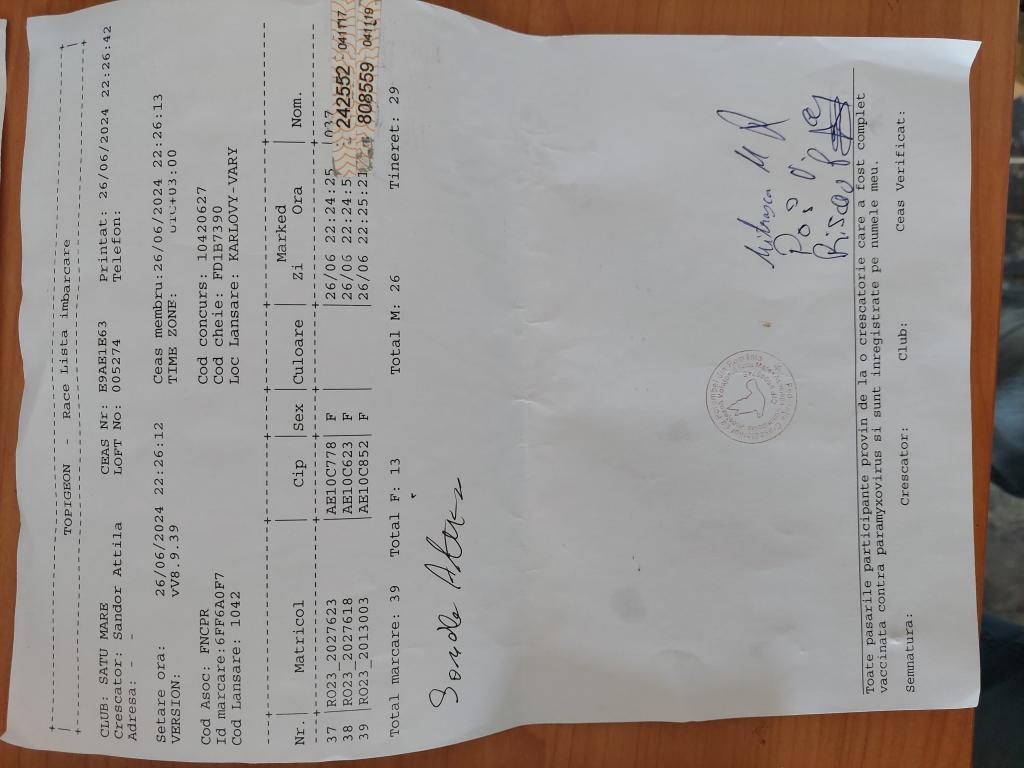 TOPIGEON - Race Lista imbarcare
CLUB: SATU MARE CEAS Nr: E9AE1E63 Printat: 26/06/2024 22:26:42
Crescator: Sandor Attila LOFT No: 005274 Telefon:
Adresa: - -
Setare ora: 26/06/2024 22:26:12 Ceas membru:26/06/2024 22:26:13
VERSION: vV8.9.39 TIME ZONE: UTC+03:00
Cod Asoc: FNCPR Cod concurs: 10420627
Id marcare:6FF6A0F7 Cod cheie: FD1B7390
Cod Lansare: 1042 Loc Lansare: KARLOVY-VARY
Marked
Nr.| Matricol | Cip |Sex |Culoare | Zi Ora | Nom.
37 |RO23 2027623 |AE10C778 | F | |26/06 22:24:25
38 |RO23_2027618 |AE10C623 | F | |26/06 22:24:5
39 |RO23_2013003 |AE10C852 | F | |26/06 22:25:21
242552 041117
808559 041119
Total marcare: 39 Total F: 13 Total M: 26 Tineret: 29
Toate pasarile participante provin de la o crescatorie care a fost complet
vaccinata contra paramyxovirus si sunt inregistrate pe numele meu.
Semnatura: Crescator: Club: Ceas Verificat: